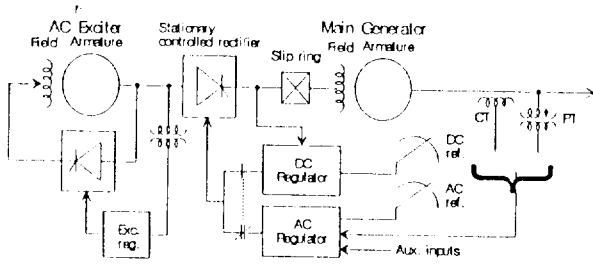 AC Exciter
Field Armature
Stationary
controlled rectifier
Slip ring
Main Generator
Field Armature
CT
PT
DC
Regulator
DC
ref.
AC
Regulator
AC
ref.
Exc.
reg.
Aux. inputs